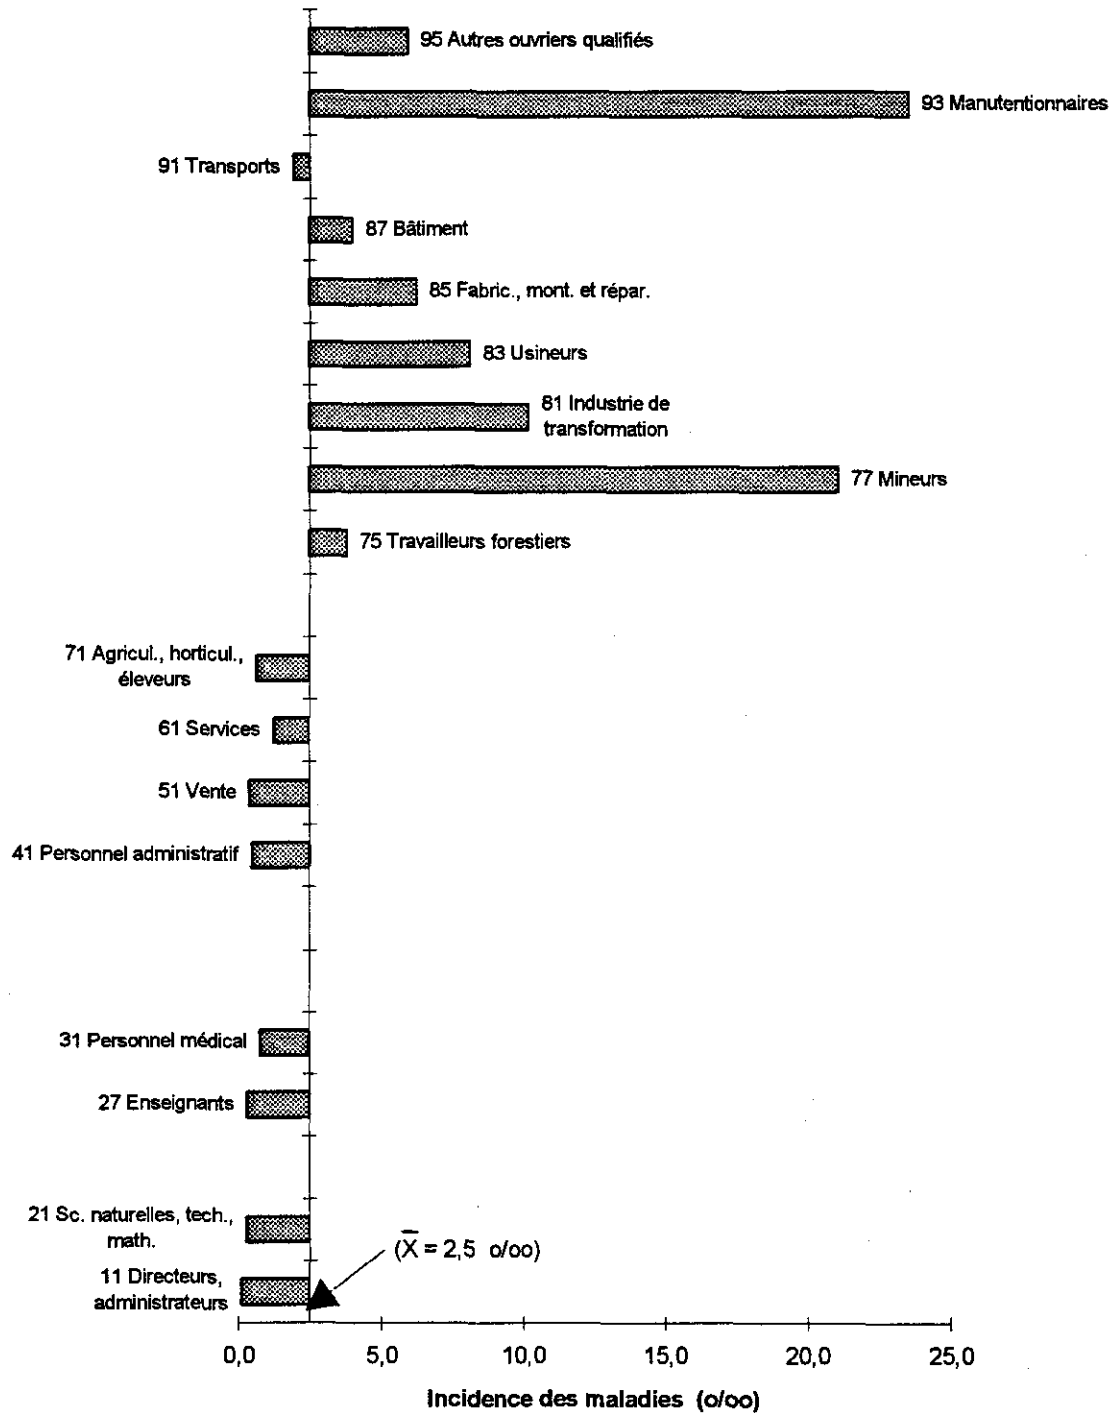 95 Autres ouvriers qualifiés
93 Manutentionnaires
91 Transports
87 Bâtiment
85 Fabric., mont. et répar.
83 Usineurs
81 Industrie de
transformation
77 Mineurs
75 Travailleurs forestiers
71 Agricul., horticul.,
éleveurs
61 Services
51 Vente
41 Personnel administratif
31 Personnel médical
27 Enseignants
21 Sc. naturelles, tech.,
math.
(X̄ = 2,5 o/oo)
11 Directeurs,
administrateurs
0,0 5,0 10,0 15,0 20,0 25,0
Incidence des maladies (o/oo)